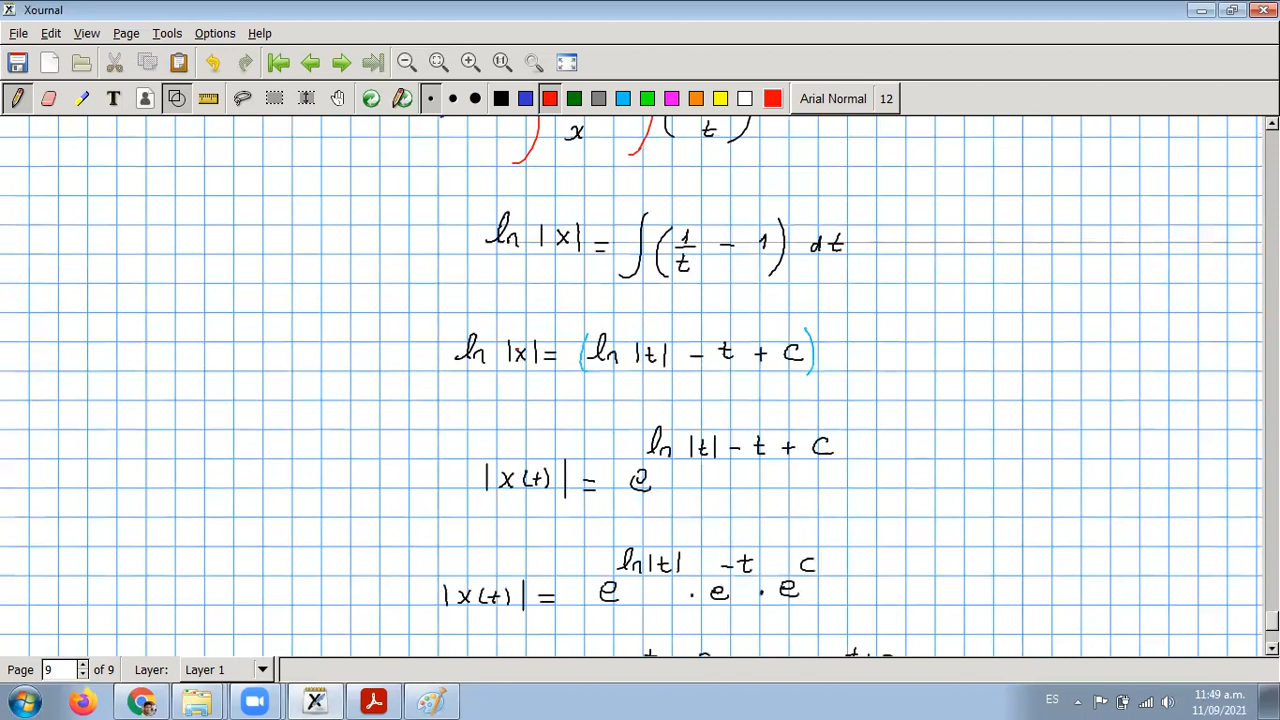 Xournal
File Edit View Page Tools Options Help
Arial Normal 12
x t
ln |x| = ∫ (1/t - 1) dt
ln |x| = (ln |t| - t + C)
|x(t)| = e^{ln |t| - t + C}
|x(t)| = e^{ln|t|} · e^{-t} · e^{C}
Page 9 of 9 Layer: Layer 1
ES 11:49 a.m.
11/09/2021